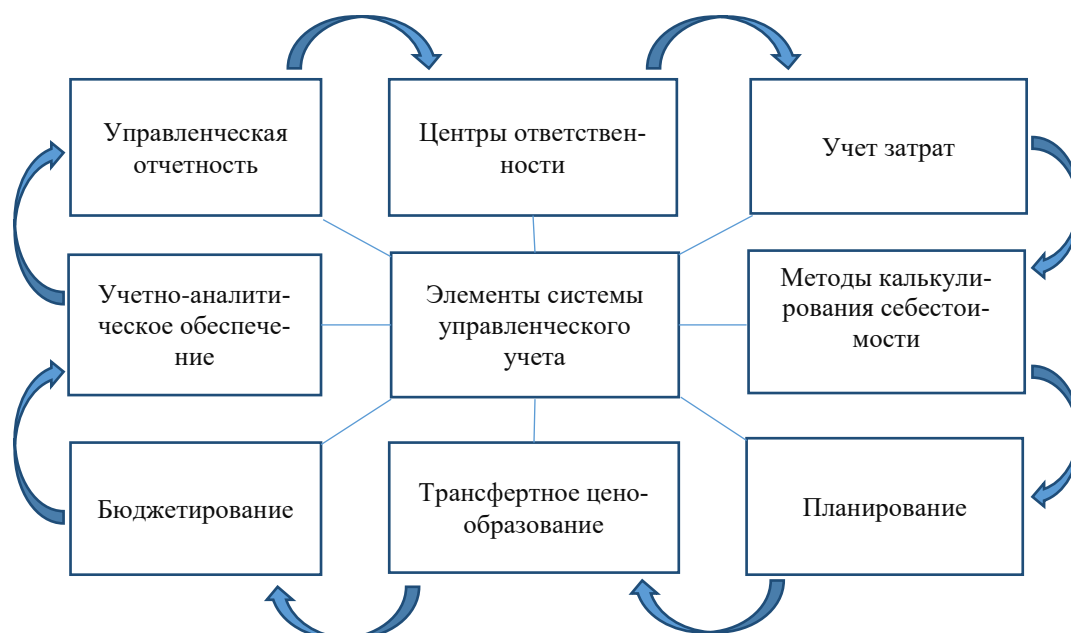 Управленческая
отчетность
Центры ответствен-
ности
Учет затрат
Учетно-аналити-
ческое обеспече-
ние
Элементы системы
управленческого
учета
Методы калькули-
рования себестои-
мости
Бюджетирование
Трансфертное цено-
образование
Планирование